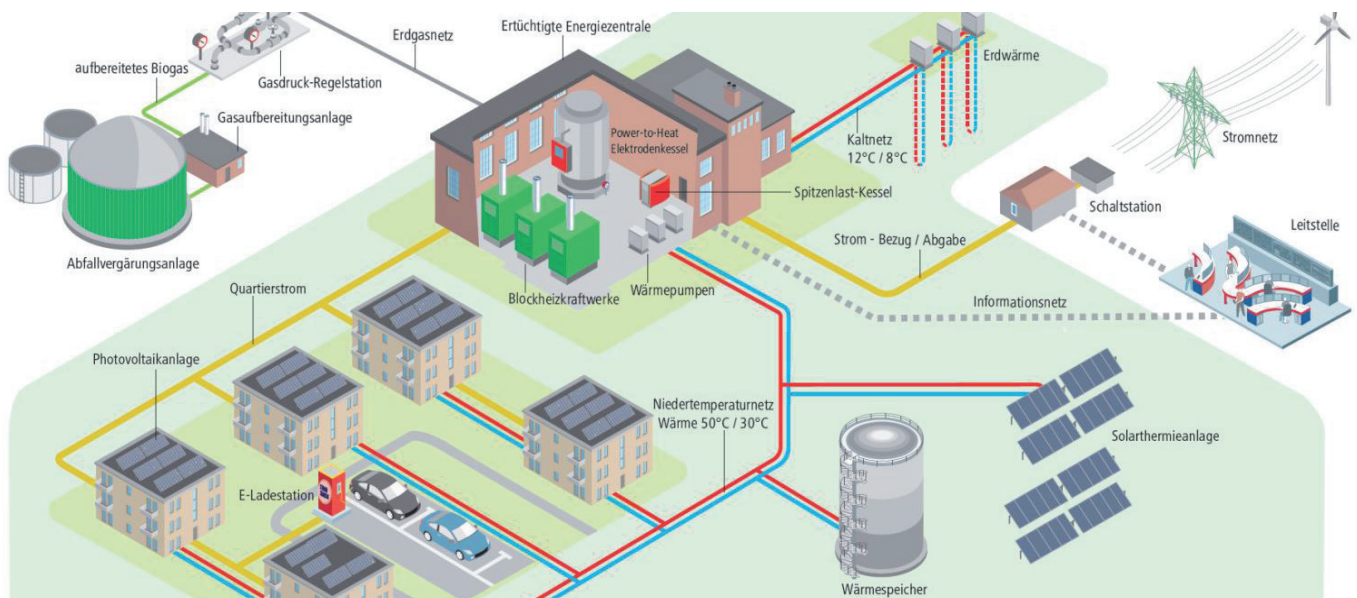 Erdgasnetz
Ertüchtigte Energiezentrale
aufbereitetes Biogas
Gasdruck-Regelstation
Erdwärme
Gasaufbereitungsanlage
Power-to-Heat
Elektrodenkessel
Kaltnetz
12°C / 8°C
Stromnetz
Spitzenlast-Kessel
Schaltstation
Abfallvergärungsanlage
Strom - Bezug / Abgabe
Leitstelle
Quartierstrom
Blockheizkraftwerke
Wärmepumpen
Informationsnetz
Photovoltaikanlage
Niedertemperaturnetz
Wärme 50°C / 30°C
Solarthermieanlage
E-Ladestation
Wärmespeicher